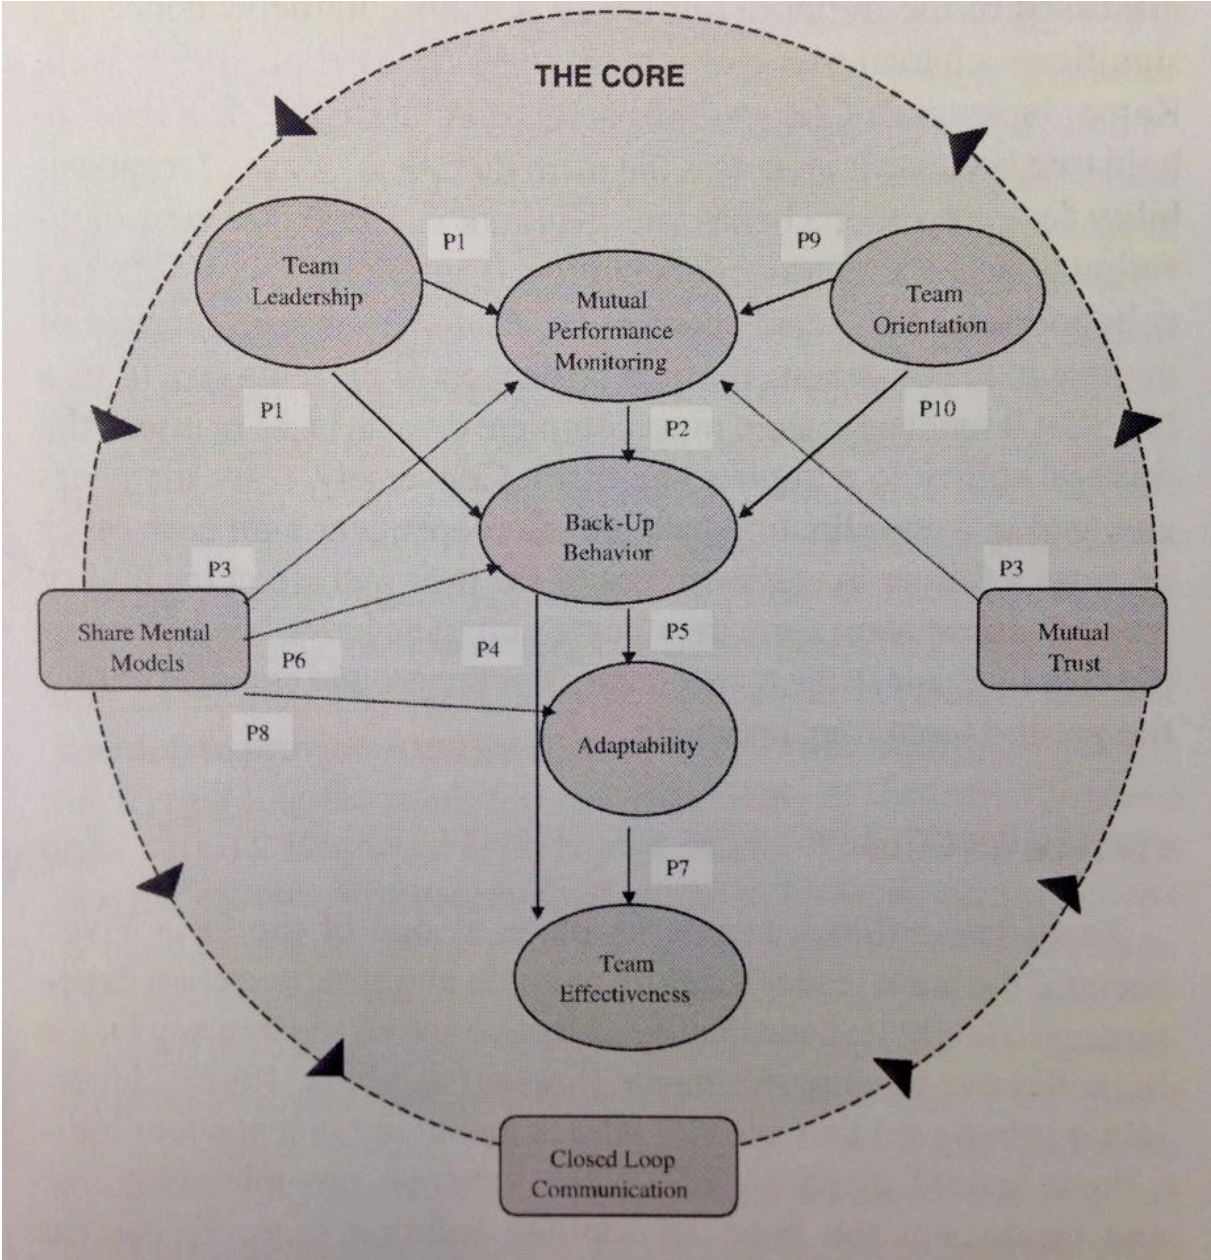 THE CORE
Team
Leadership
P1
Mutual
Performance
Monitoring
P9
Team
Orientation
P1
P2
P10
Back-Up
Behavior
P3
P3
Share Mental
Models
P6
P4
P5
Mutual
Trust
P8
Adaptability
P7
Team
Effectiveness
Closed Loop
Communication